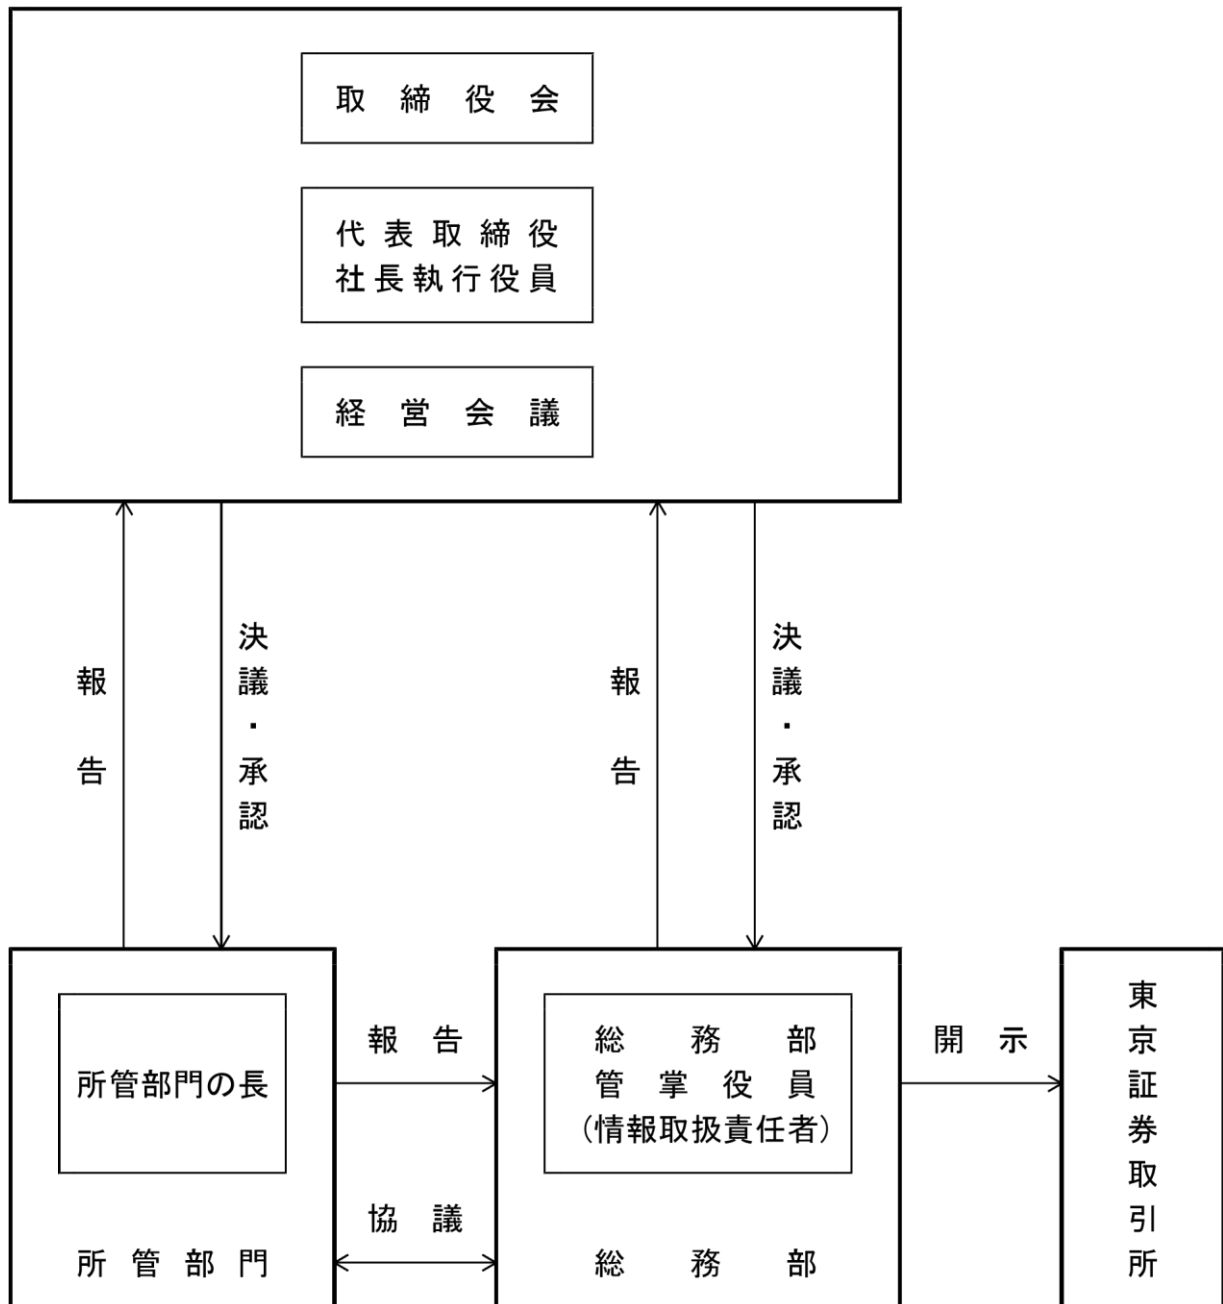 取締役会
代表取締役
社長執行役員
経営会議
報告
決議・承認
報告
決議・承認
所管部門の長
所管部門
報告
協議
総務部
管掌役員
（情報取扱責任者）
総務部
開示
東京証券取引所